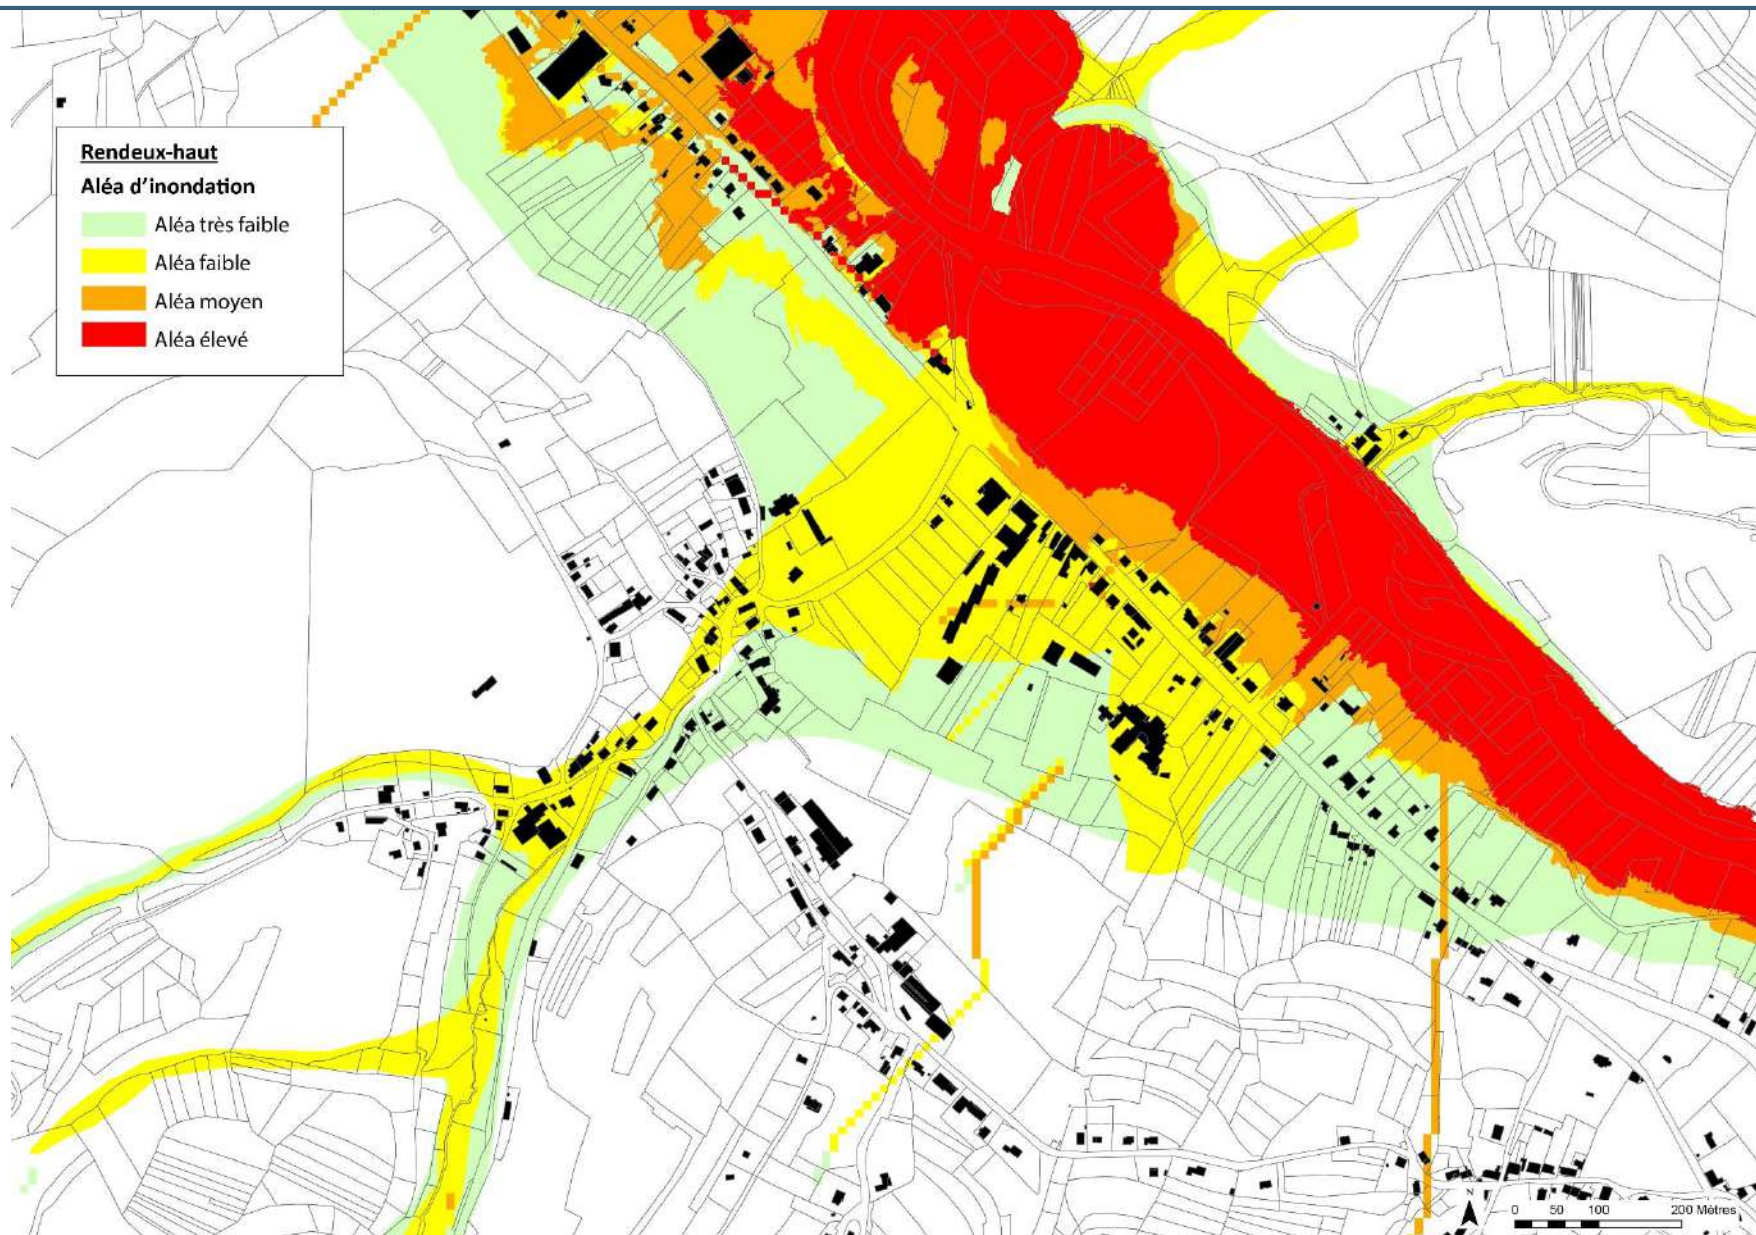 Rendeux-haut
Aléa d'inondation
Aléa très faible
Aléa faible
Aléa moyen
Aléa élevé
N
0 50 100 200 Mètres